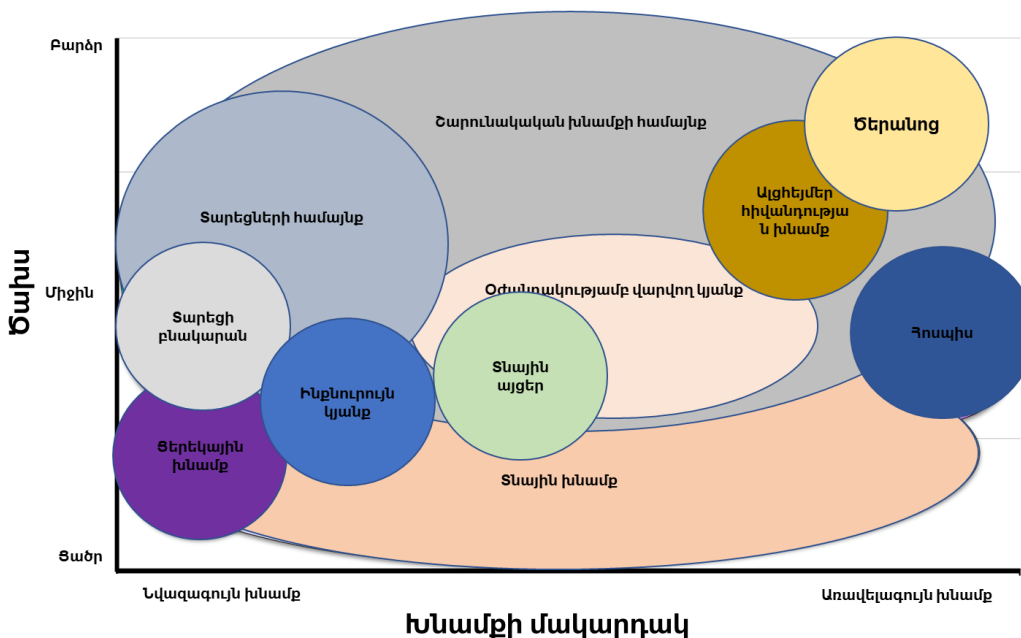 Բարձր
Շարունակական խնամքի համայնք
Ծերանոց
Տարեցների համայնք
Ալցհեյմեր
հիվանդությա
ն խնամք
Ծախս
Միջին
Օժանդակությամբ վարվող կյանք
Տարեցի
բնակարան
Հոսպիս
Տնային
այցեր
Ինքնուրույն
կյանք
Ցերեկային
խնամք
Տնային խնամք
Ցածր
Նվազագույն խնամք
Առավելագույն խնամք
Խնամքի մակարդակ